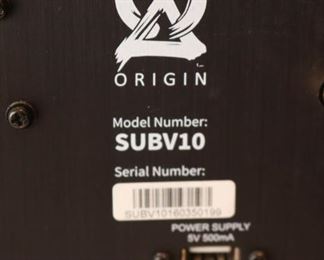 ORIGIN
Model Number:
SUBV10
Serial Number:
SUBV10160350199
POWER SUPPLY
5V 500mA